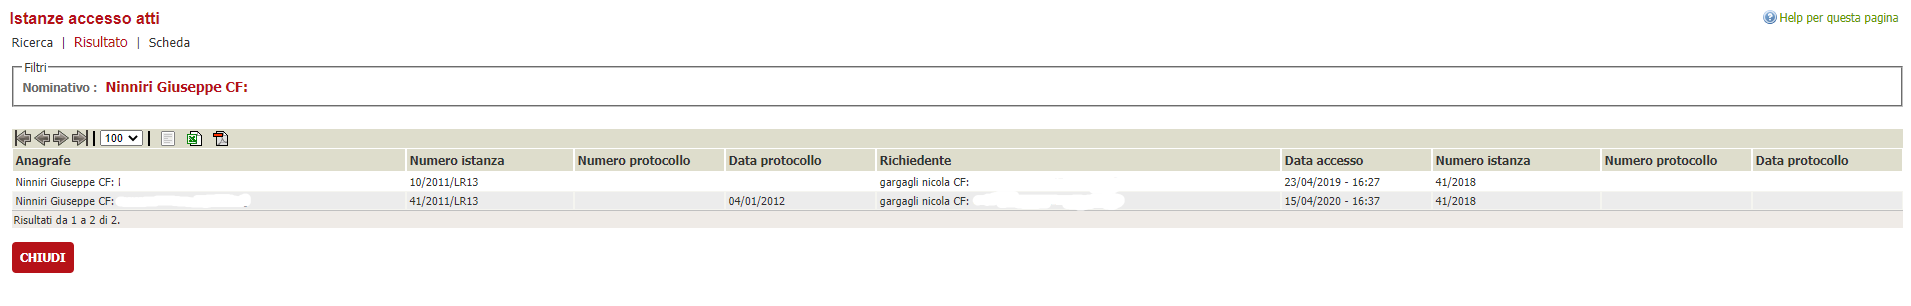 Istanze accesso atti
Help per questa pagina
Ricerca | Risultato | Scheda
Filtri
Nominativo : Ninniri Giuseppe CF:
100
Anagrafe Numero istanza Numero protocollo Data protocollo Richiedente Data accesso Numero istanza Numero protocollo Data protocollo
Ninniri Giuseppe CF: 10/2011/LR13 gargagli nicola CF: 23/04/2019 - 16:27 41/2018
Ninniri Giuseppe CF: 41/2011/LR13 04/01/2012 gargagli nicola CF: 15/04/2020 - 16:37 41/2018
Risultati da 1 a 2 di 2.
CHIUDI